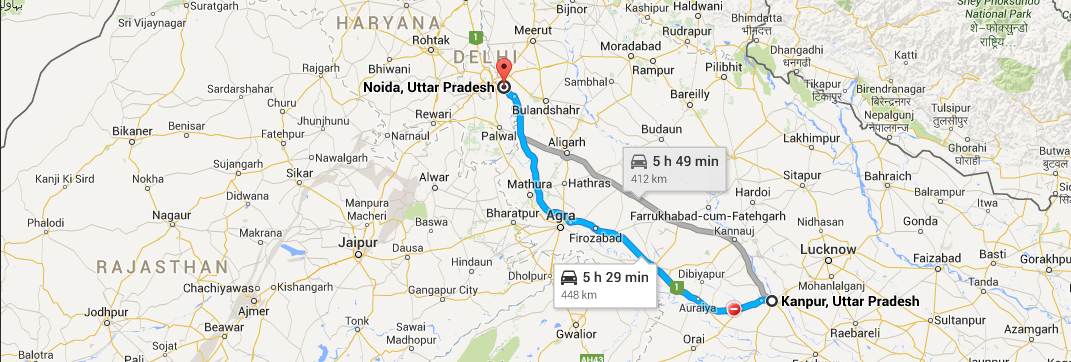 Suratgarh
Sri Vijaynagar
HARYANA
Bijnor
Kashipur
Haldwani
Bhimdatta
भीमदत्त
Shey Phoksundo
National Park
शे-फोक्सुन्डो
राष्ट्रिय...
Rohtak
1
Meerut
Rudrapur
DELHI
Moradabad
Dhangadhi
धनगढी
Katti
Rajgarh
Bhiwani
Rampur
Pilibhit
Noida, Uttar Pradesh
Sambhal
Tikapur
टिकापुर
Birendranagar
बिरेन्द्रनगर
Sardarshahar
Churu
Bareilly
Nepalgunj
नेपालगन्ज
Tulsipur
तुल्सीपुर
Bulandshahr
Rewari
Jhunjhunu
Bikaner
Benisar
Fatehpur
Narnaul
Palwal
Aligarh
Budaun
Lakhimpur
Ghorahi
घोराही
Butwal
बुटवल
Nawalgarh
5 h 49 min
412 km
Sujangarh
Kanji Ki Sird
Nokha
Sikar
Alwar
Mathura
Hathras
Hardoi
Sitapur
Bahraich
Balrampur
Itwa
Didwana
Manpura
Macheri
Baswa
Bharatpur
Agra
Farrukhabad-cum-Fatehgarh
Nagaur
Phalodi
Makrana
Kannauj
Nidhasan
Gonda
Basti
Firozabad
Jaipur
Dausa
Lucknow
Faizabad
Gorakhpu
RAJASTHAN
Hindaun
Dholpur
5 h 29 min
448 km
Dibiyapur
1
Mohanlalganj
Chachiyawas
Kishangarh
Gangapur City
Kanpur, Uttar Pradesh
Ajmer
Auraiya
Jodhpur
Tonk
Sawai
Madhopur
Beawar
Gwalior
Orai
Raebareli
Sultanpur
Azamgarh
Pali
Sojat
AH43